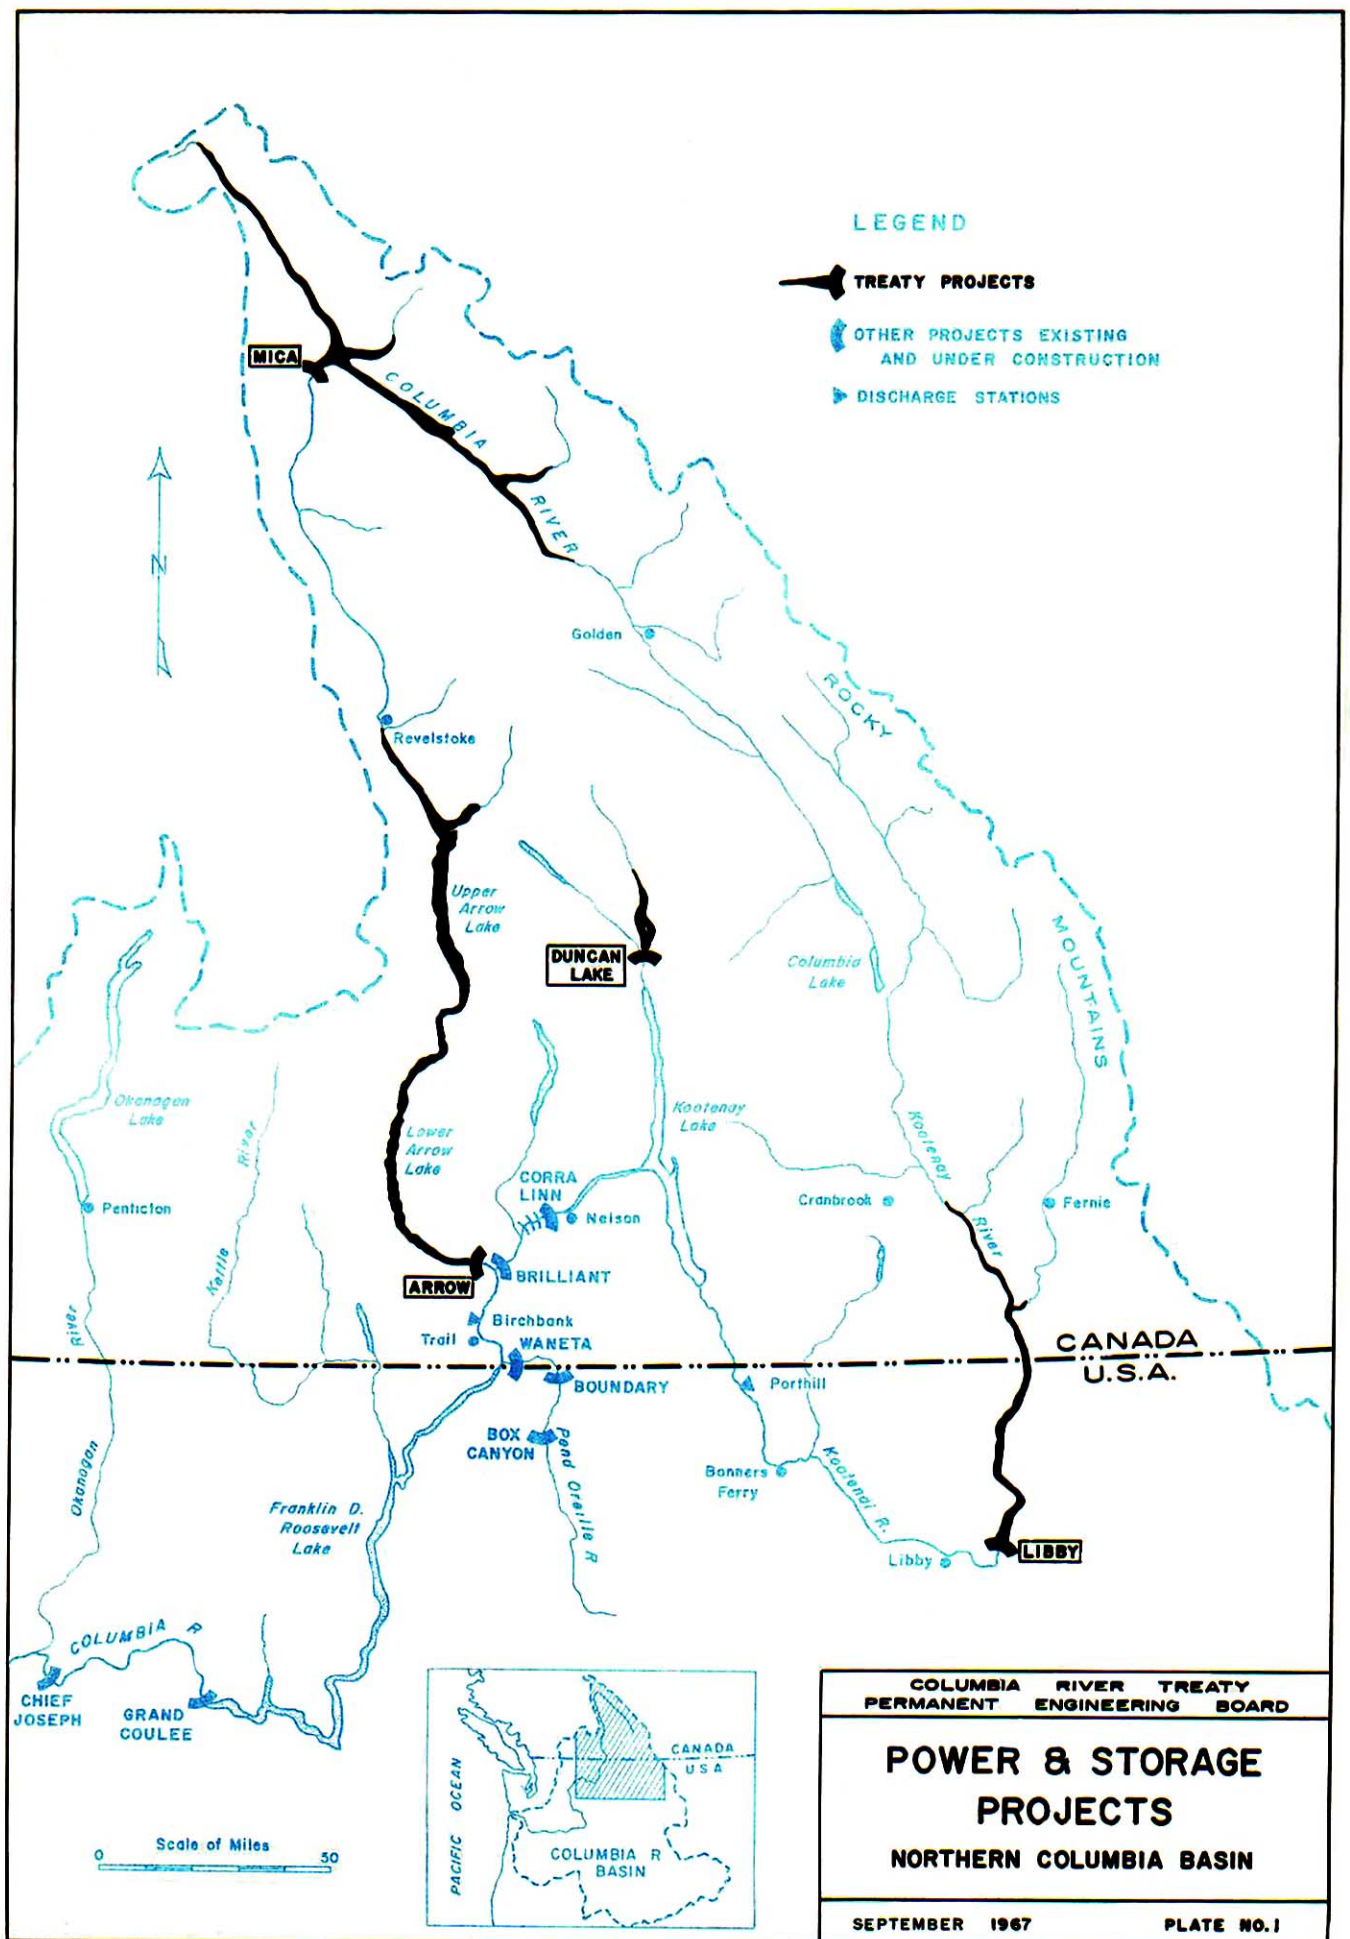 LEGEND
TREATY PROJECTS
OTHER PROJECTS EXISTING
AND UNDER CONSTRUCTION
DISCHARGE STATIONS
MICA
COLUMBIA
RIVER
N
Golden
ROCKY
MOUNTAINS
Revelstoke
Upper
Arrow
Lake
DUNCAN
LAKE
Columbia
Lake
Okanagan
Lake
River
Kettle
Lower
Arrow
Lake
Kootenay
Lake
Kootenay
River
CORRA
LINN
Nelson
Cranbrook
Fernie
Penticton
ARROW
BRILLIANT
Birchbank
Trail
WANETA
River
Okanagan
CANADA
U.S.A.
BOUNDARY
Porthill
BOX
CANYON
Pend Oreille R
Bonners
Ferry
Kootenai R.
Libby
LIBBY
Franklin D.
Roosevelt
Lake
COLUMBIA R
CHIEF
JOSEPH
GRAND
COULEE
Scale of Miles
0 50
PACIFIC OCEAN
CANADA
USA
COLUMBIA R
BASIN
COLUMBIA RIVER TREATY
PERMANENT ENGINEERING BOARD
POWER & STORAGE
PROJECTS
NORTHERN COLUMBIA BASIN
SEPTEMBER 1967 PLATE NO.1